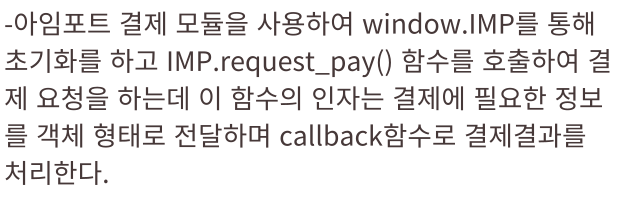 -아임포트 결제 모듈을 사용하여 window.IMP를 통해
초기화를 하고 IMP.request_pay() 함수를 호출하여 결
제 요청을 하는데 이 함수의 인자는 결제에 필요한 정보
를 객체 형태로 전달하며 callback함수로 결제결과를
처리한다.